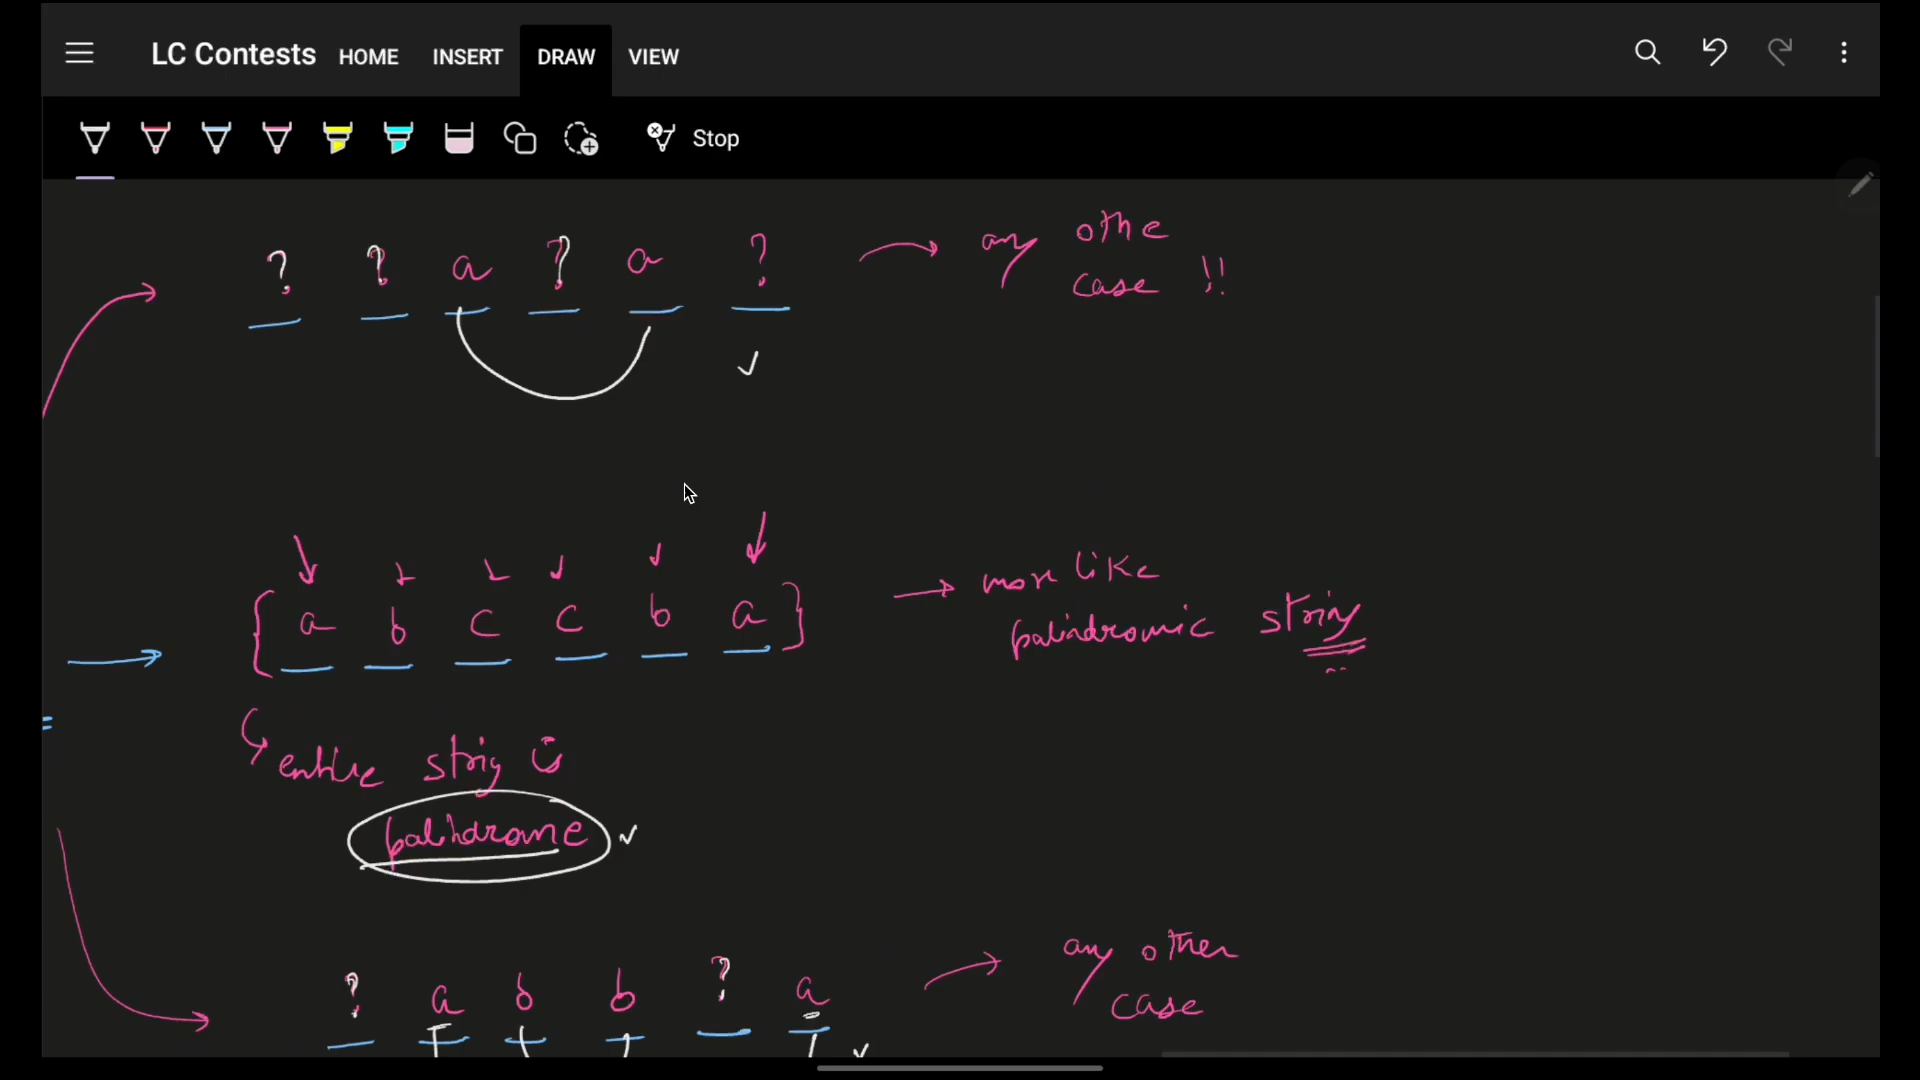 LC Contests HOME INSERT DRAW VIEW
Stop
? ? a ? a ? any othe
case !!
{ a b c c b a } more like
palindromic string
entire string is
palindrome
? a b b ? a any other
case